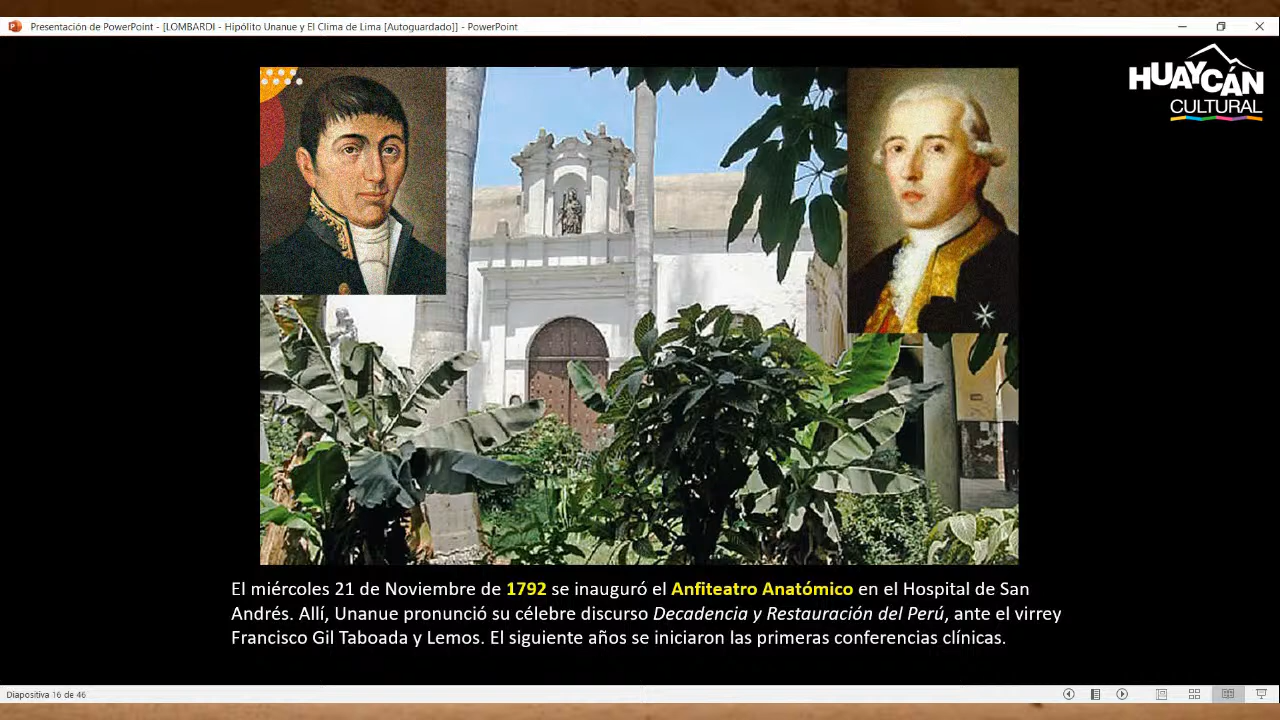 Presentación de PowerPoint - [LOMBARDI - Hipólito Unanue y El Clima de Lima [Autoguardado]] - PowerPoint
HUAYCÁN
CULTURAL
El miércoles 21 de Noviembre de 1792 se inauguró el Anfiteatro Anatómico en el Hospital de San
Andrés. Allí, Unanue pronunció su célebre discurso Decadencia y Restauración del Perú, ante el virrey
Francisco Gil Taboada y Lemos. El siguiente años se iniciaron las primeras conferencias clínicas.
Diapositiva 16 de 46